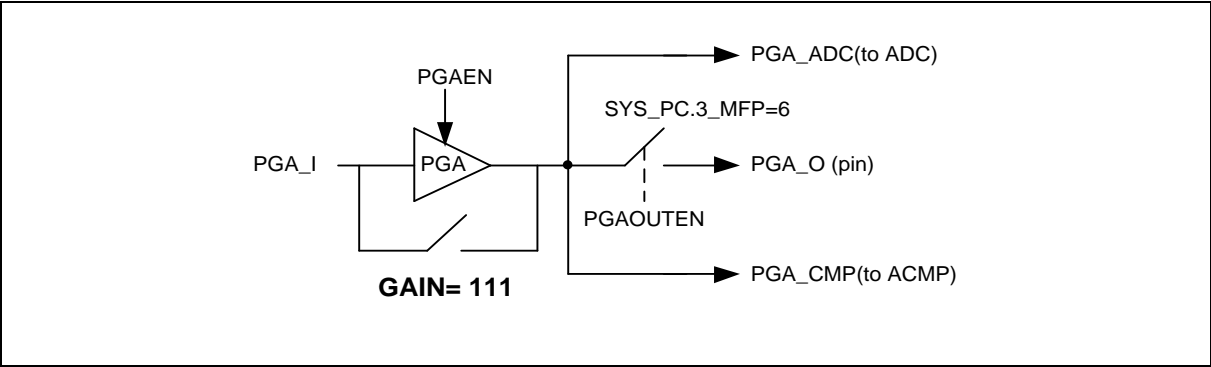 PGA_ADC(to ADC)
PGAEN
SYS_PC.3_MFP=6
PGA_I
PGA
PGA_O (pin)
PGAOUTEN
PGA_CMP(to ACMP)
GAIN= 111